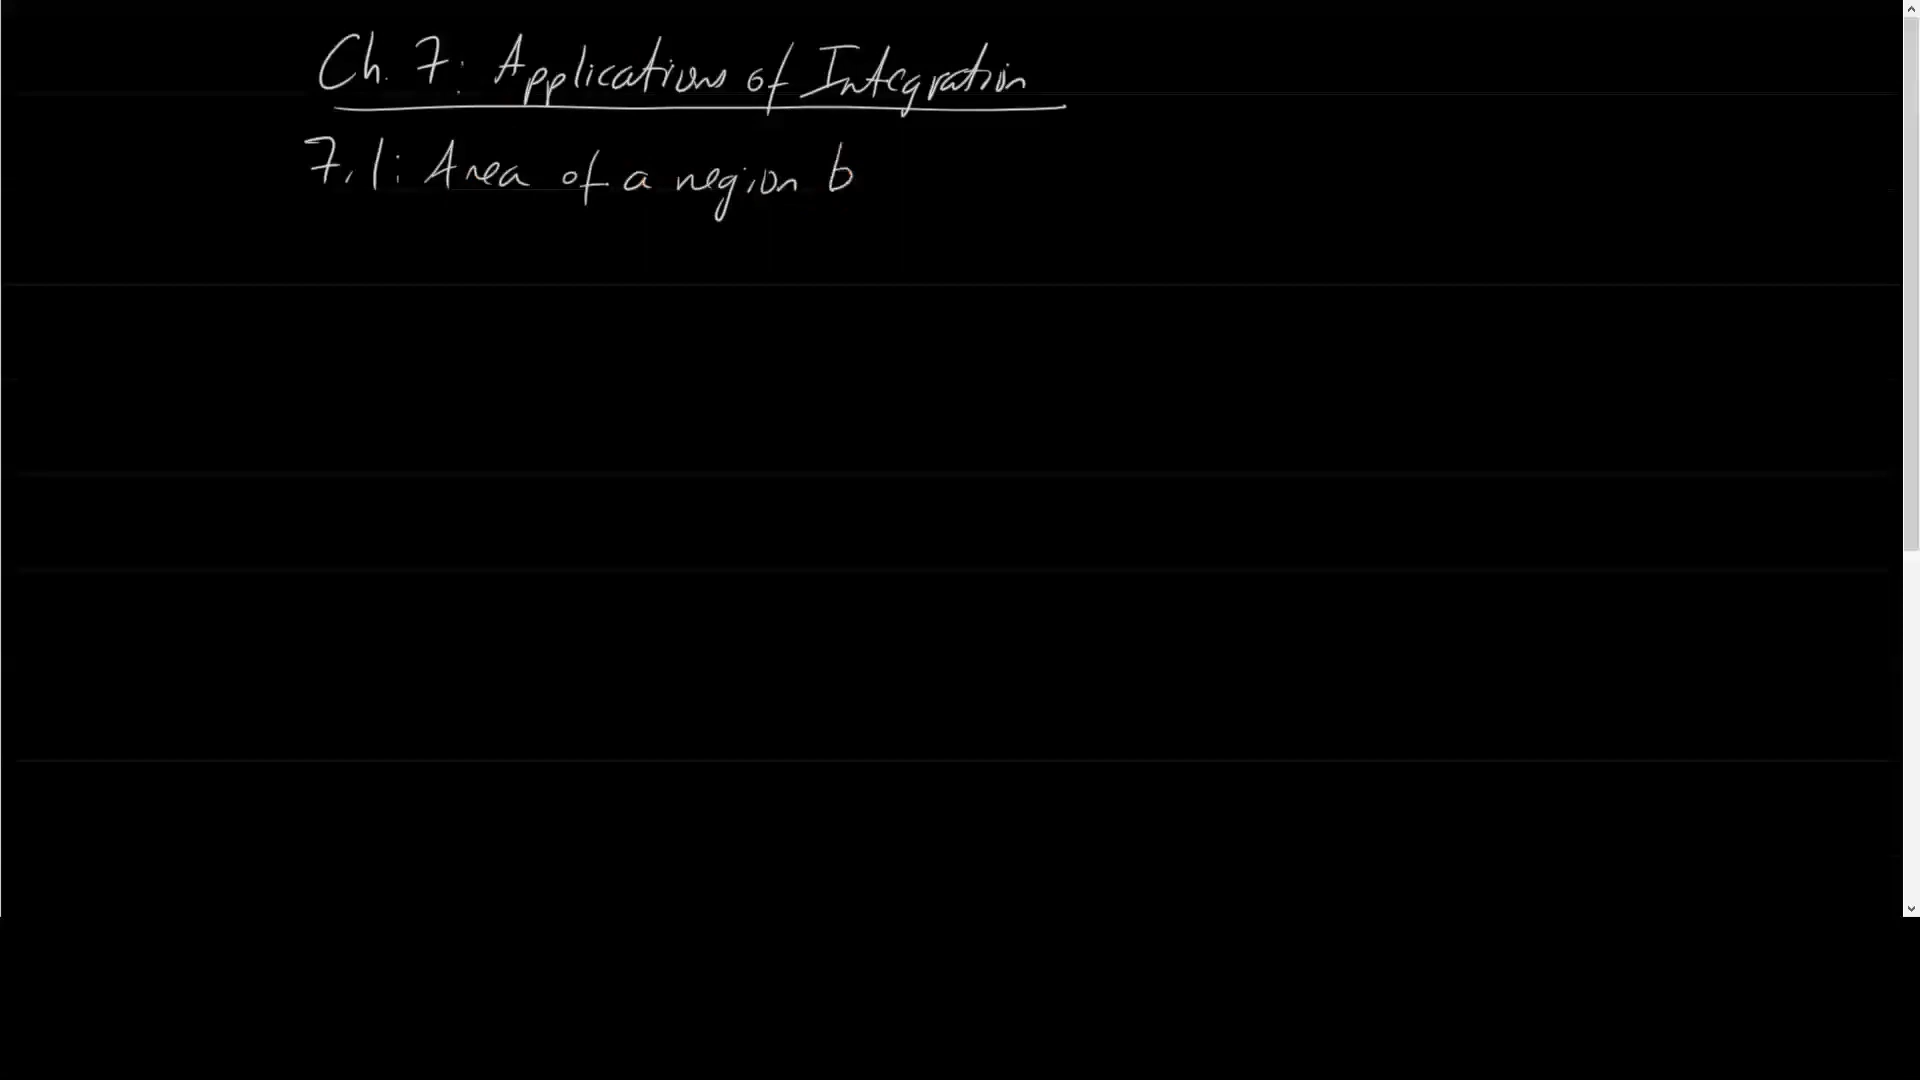 Ch. 7: Applications of Integration
7.1: Area of a region b